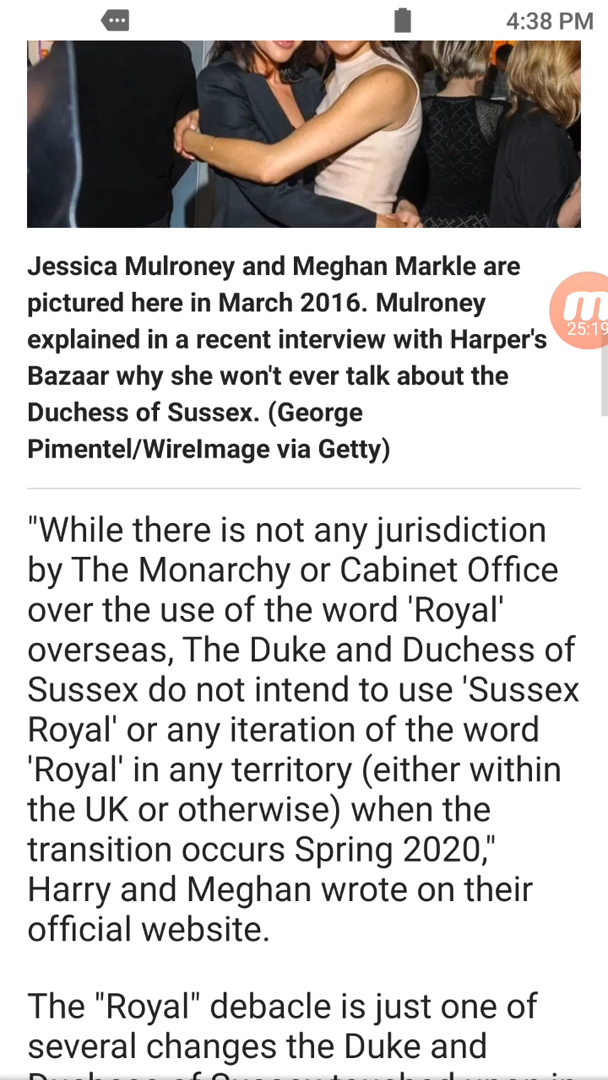 4:38 PM
Jessica Mulroney and Meghan Markle are
pictured here in March 2016. Mulroney
explained in a recent interview with Harper's
Bazaar why she won't ever talk about the
Duchess of Sussex. (George
Pimentel/WireImage via Getty)
m
25:19
"While there is not any jurisdiction
by The Monarchy or Cabinet Office
over the use of the word 'Royal'
overseas, The Duke and Duchess of
Sussex do not intend to use 'Sussex
Royal' or any iteration of the word
'Royal' in any territory (either within
the UK or otherwise) when the
transition occurs Spring 2020,"
Harry and Meghan wrote on their
official website.
The "Royal" debacle is just one of
several changes the Duke and
Duchess of Sussex touched upon in